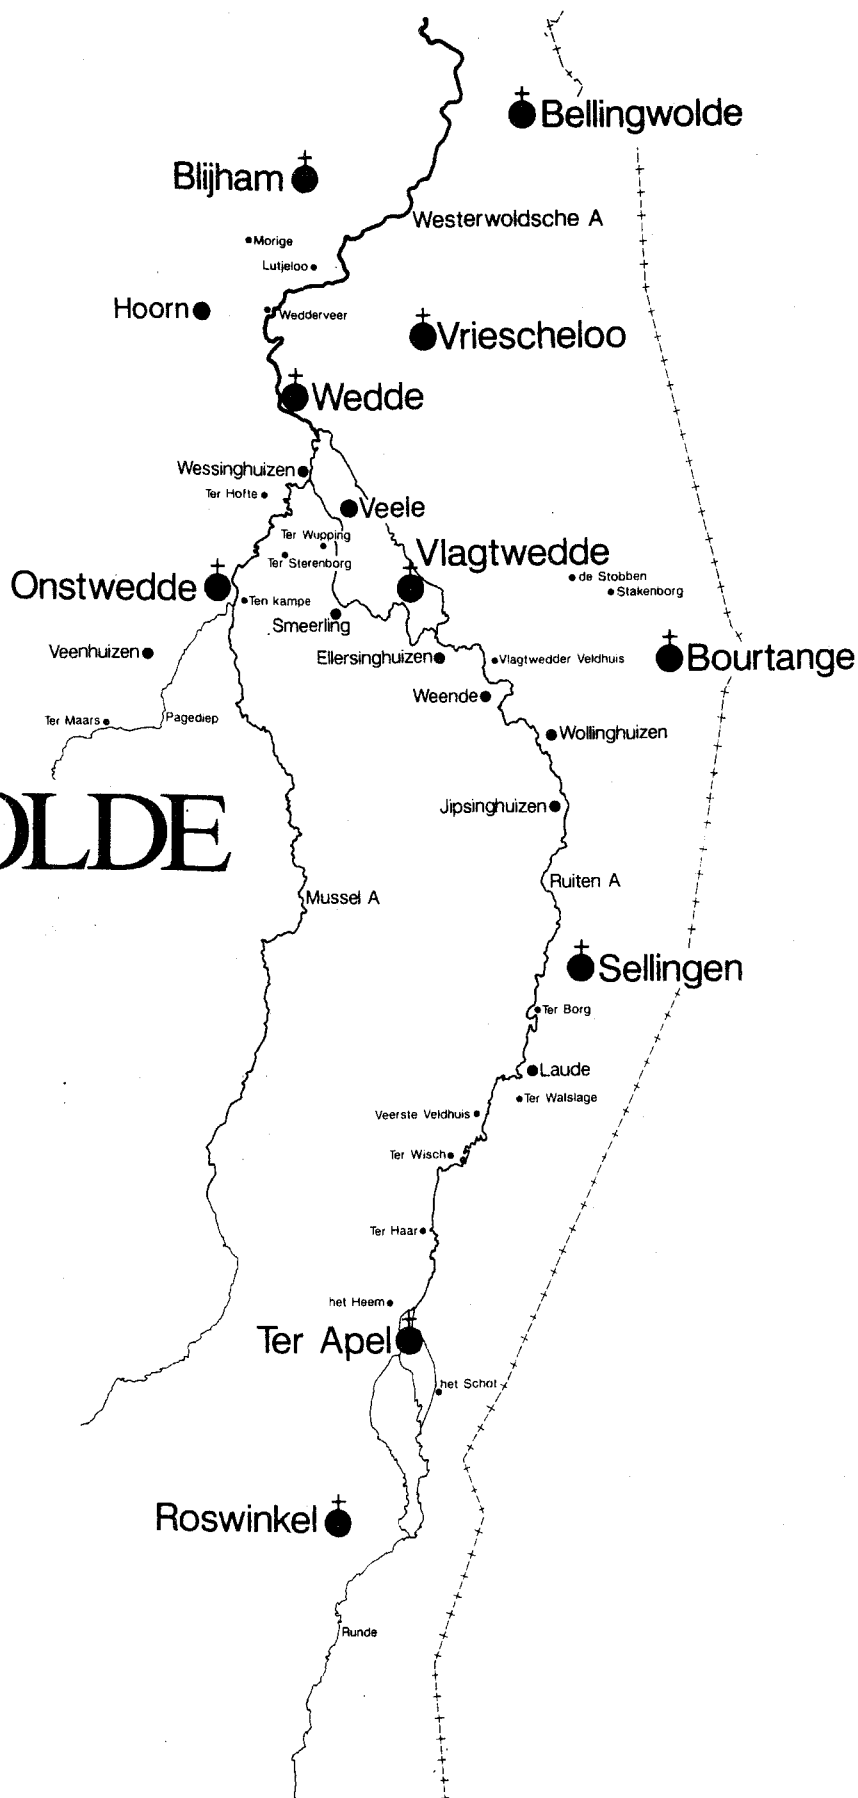 Bellingwolde
Blijham
Westerwoldsche A
Morige
Lutjeloo
Hoorn
Wedderveer
Vriescheloo
Wedde
Wessinghuizen
Ter Hofte
Veele
Ter Wupping
Vlagtwedde
Ter Sterenborg
de Stobben
Onstwedde
Stakenborg
Ten kampe
Smeerling
Veenhuizen
Ellersinghuizen
Vlagtwedder Veldhuis
Bourtange
Weende
Ter Maars
Pagediep
Wollinghuizen
Jipsinghuizen
OLDE
Ruiten A
Mussel A
Sellingen
Ter Borg
Laude
Ter Walslage
Veerste Veldhuis
Ter Wisch
Ter Haar
het Heem
Ter Apel
het Schot
Roswinkel
Runde